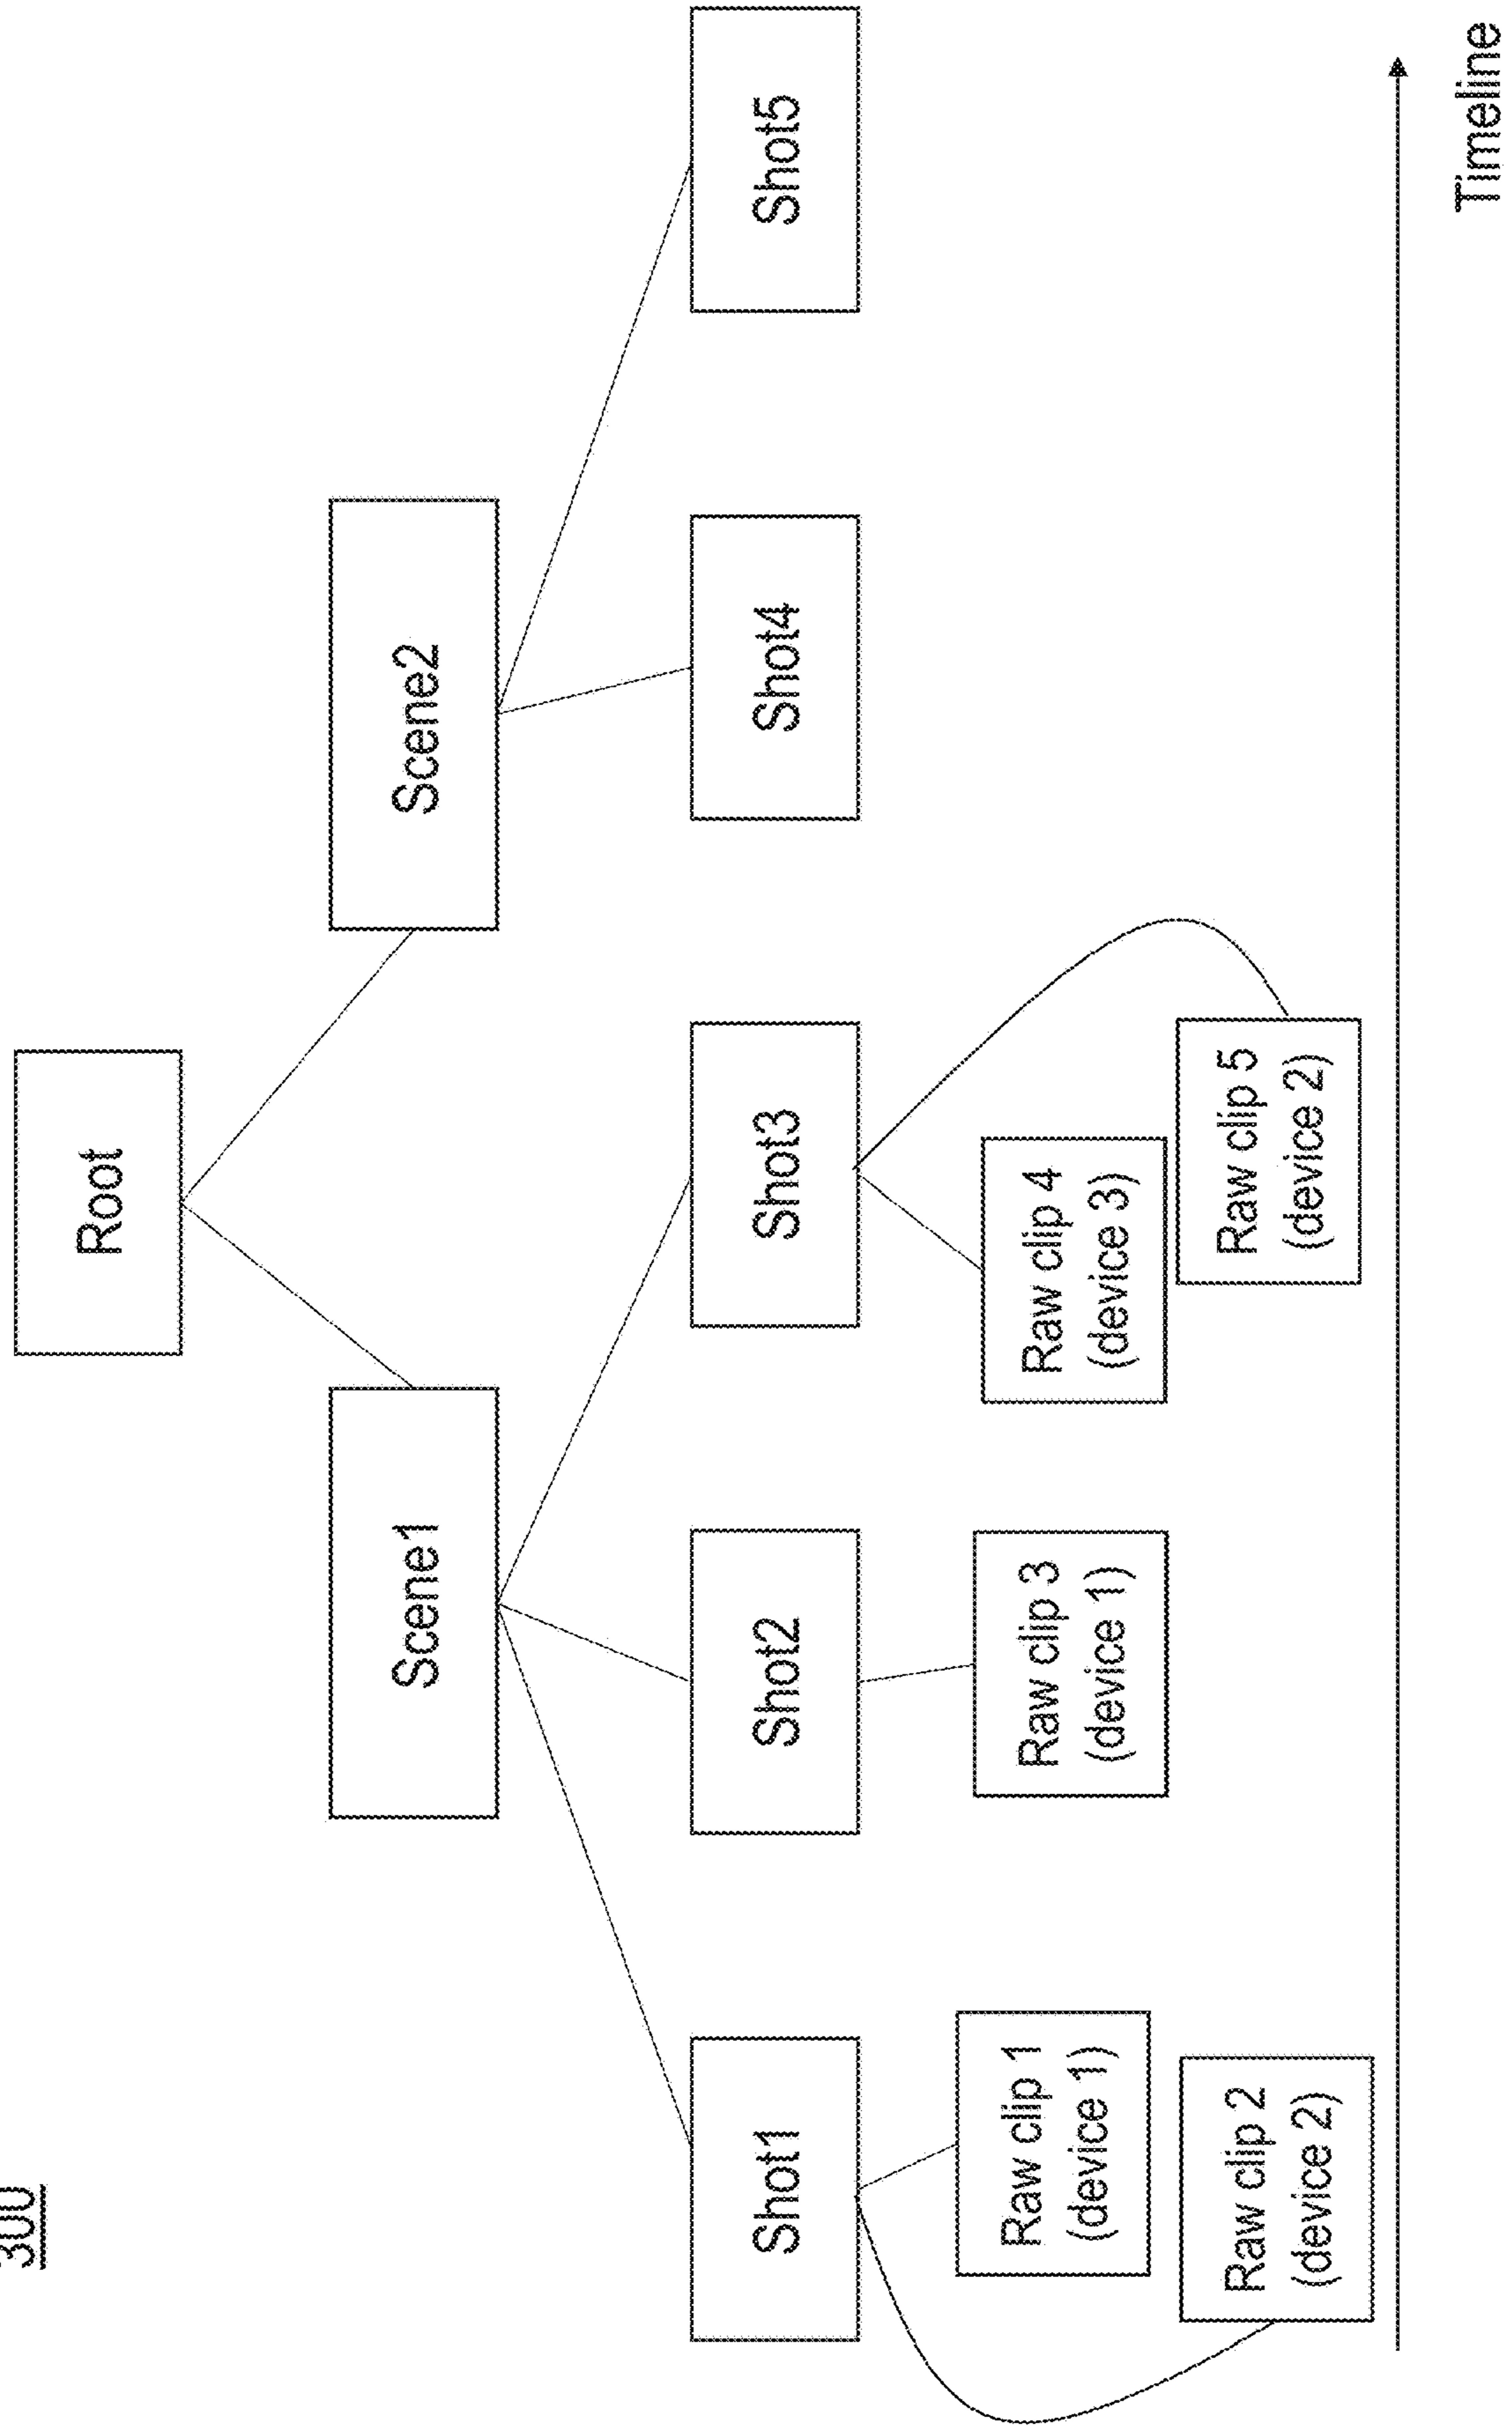 300
Root
Scene1
Scene2
Shot1
Shot2
Shot3
Shot4
Shot5
Raw clip 1
(device 1)
Raw clip 2
(device 2)
Raw clip 3
(device 1)
Raw clip 4
(device 3)
Raw clip 5
(device 2)
Timeline